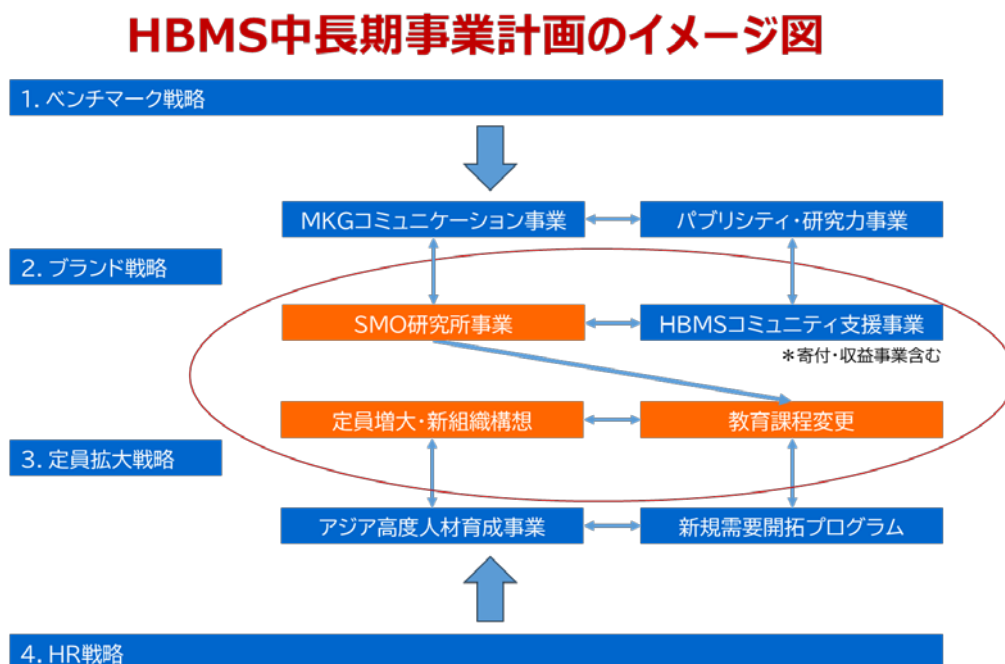 HBMS中長期事業計画のイメージ図
1. ベンチマーク戦略
MKGコミュニケーション事業
パブリシティ・研究力事業
2. ブランド戦略
SMO研究所事業
HBMSコミュニティ支援事業
＊寄付・収益事業含む
定員増大・新組織構想
教育課程変更
3. 定員拡大戦略
アジア高度人材育成事業
新規需要開拓プログラム
4. HR戦略